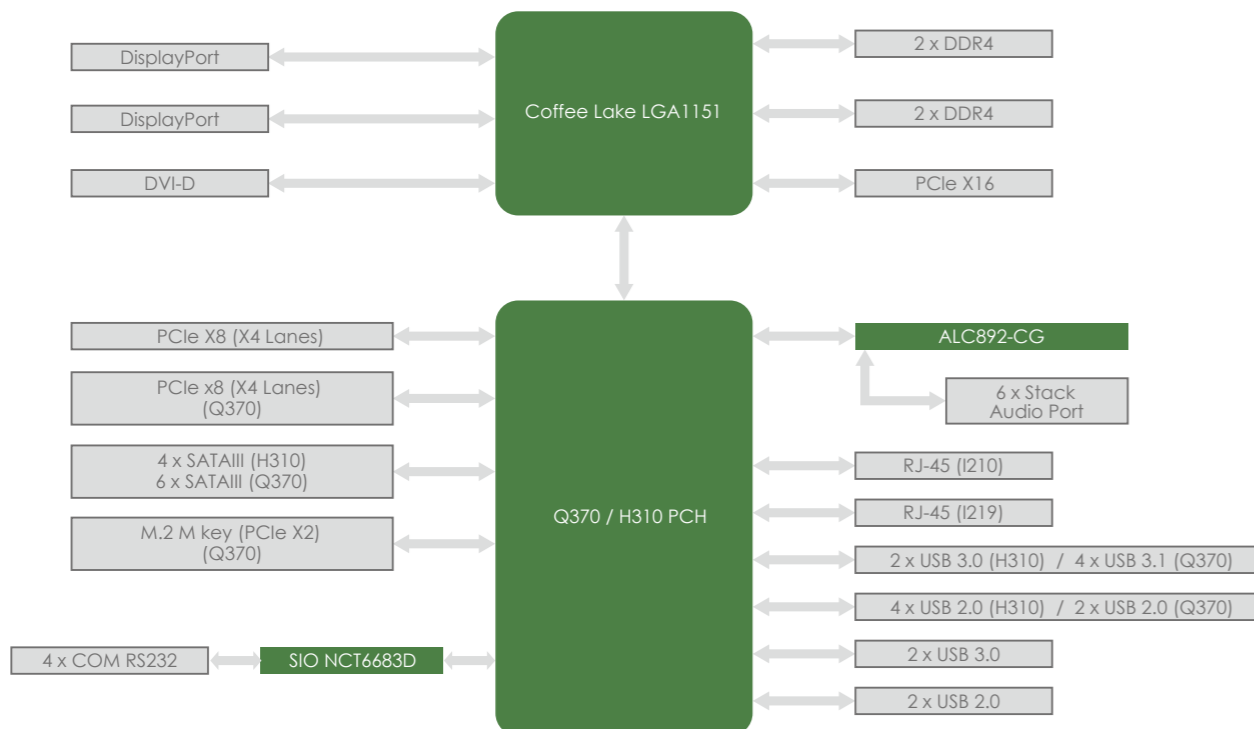 DisplayPort
DisplayPort
DVI-D
Coffee Lake LGA1151
2 x DDR4
2 x DDR4
PCIe X16
PCIe X8 (X4 Lanes)
PCIe x8 (X4 Lanes)
(Q370)
4 x SATAIII (H310)
6 x SATAIII (Q370)
M.2 M key (PCIe X2)
(Q370)
4 x COM RS232
SIO NCT6683D
Q370 / H310 PCH
ALC892-CG
6 x Stack
Audio Port
RJ-45 (I210)
RJ-45 (I219)
2 x USB 3.0 (H310) / 4 x USB 3.1 (Q370)
4 x USB 2.0 (H310) / 2 x USB 2.0 (Q370)
2 x USB 3.0
2 x USB 2.0